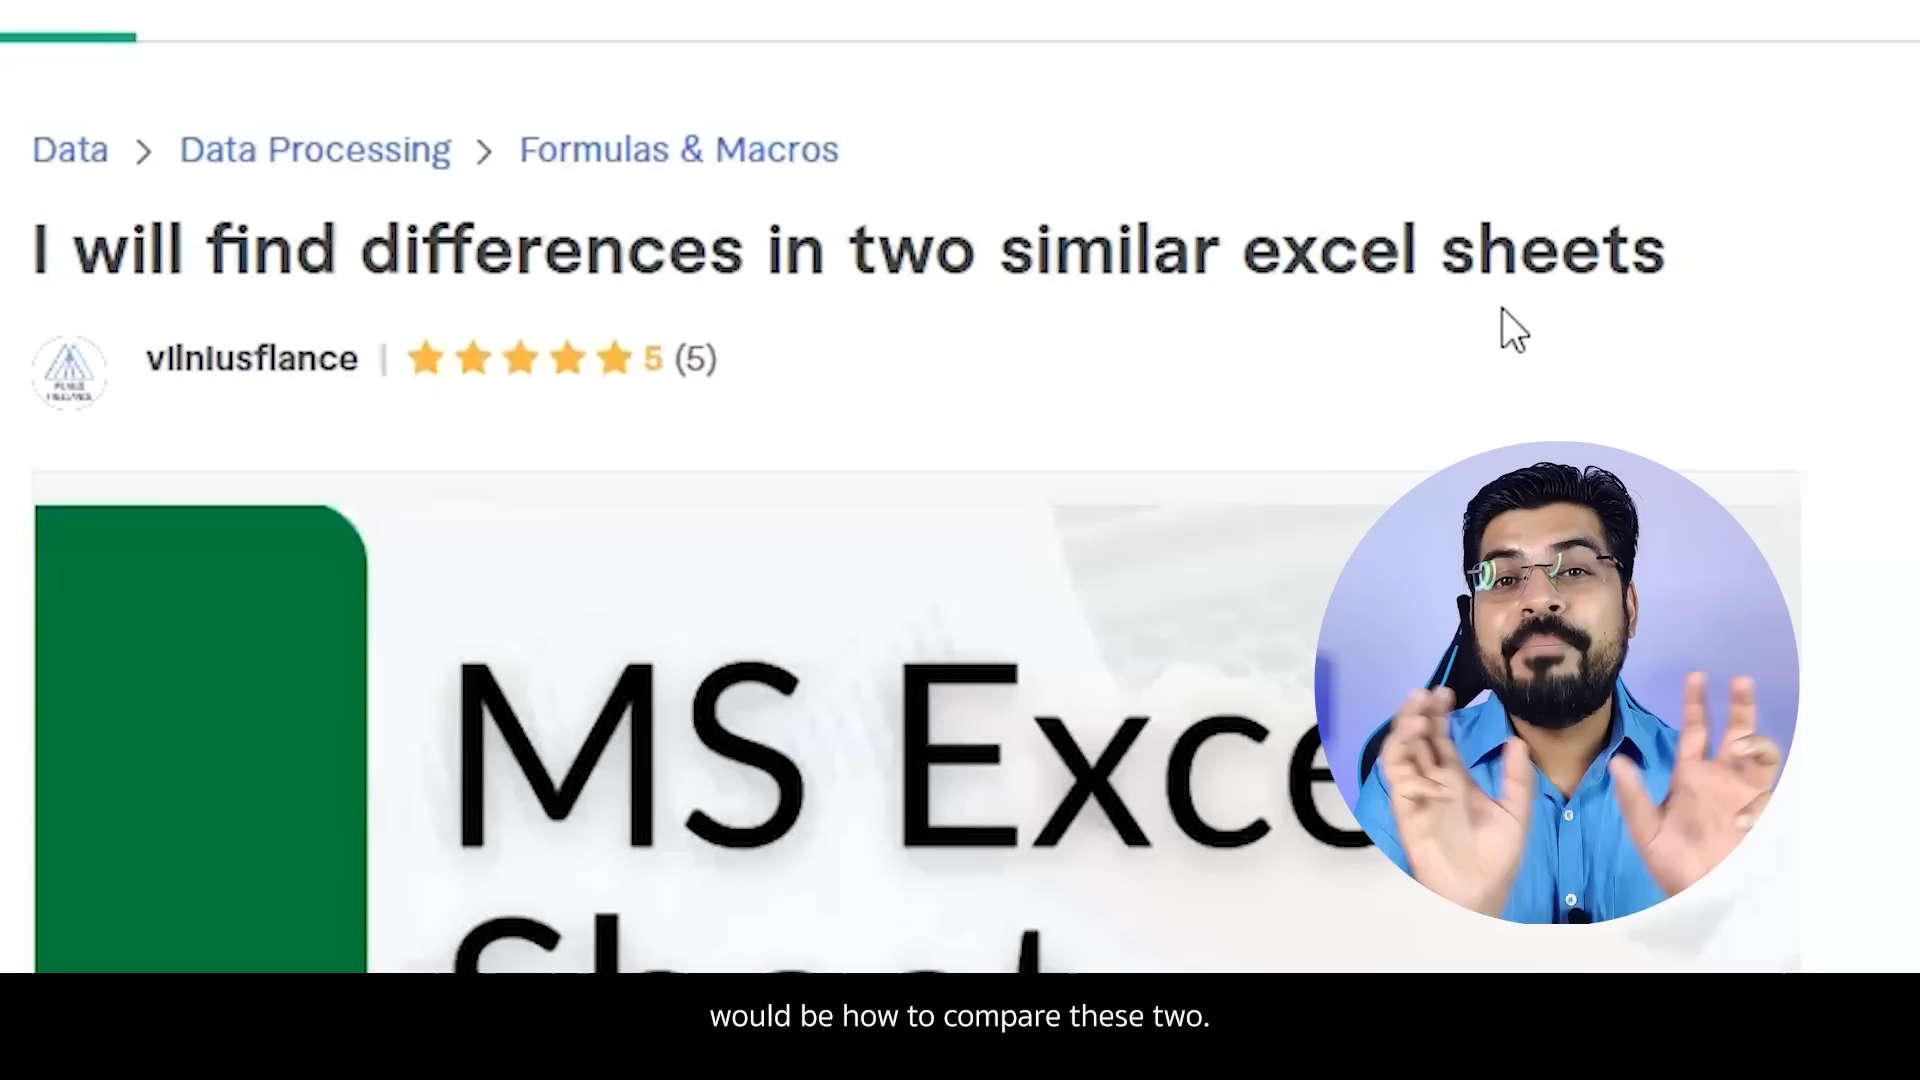 Data > Data Processing > Formulas & Macros
I will find differences in two similar excel sheets
vilniusflance | 5 (5)
MS Exce
would be how to compare these two.